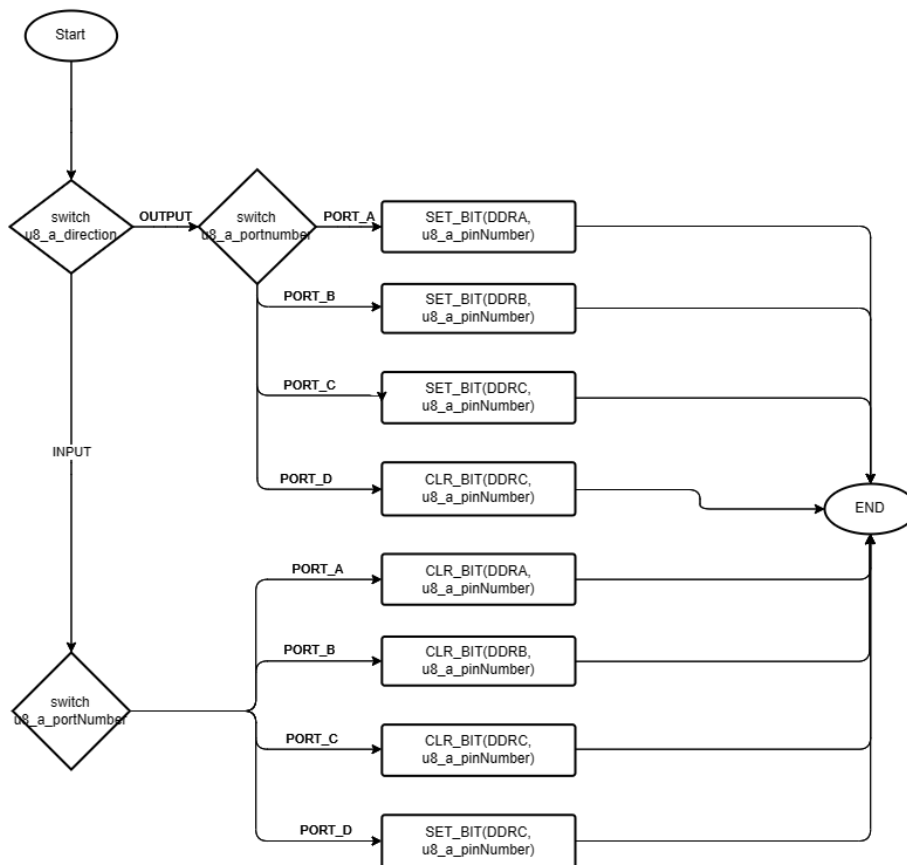 Start
switch
u8_a_direction
OUTPUT
switch
u8_a_portnumber
PORT_A
SET_BIT(DDRA,
u8_a_pinNumber)
PORT_B
SET_BIT(DDRB,
u8_a_pinNumber)
PORT_C
SET_BIT(DDRC,
u8_a_pinNumber)
INPUT
PORT_D
CLR_BIT(DDRC,
u8_a_pinNumber)
END
PORT_A
CLR_BIT(DDRA,
u8_a_pinNumber)
switch
u8_a_portNumber
PORT_B
CLR_BIT(DDRB,
u8_a_pinNumber)
PORT_C
CLR_BIT(DDRC,
u8_a_pinNumber)
PORT_D
SET_BIT(DDRC,
u8_a_pinNumber)